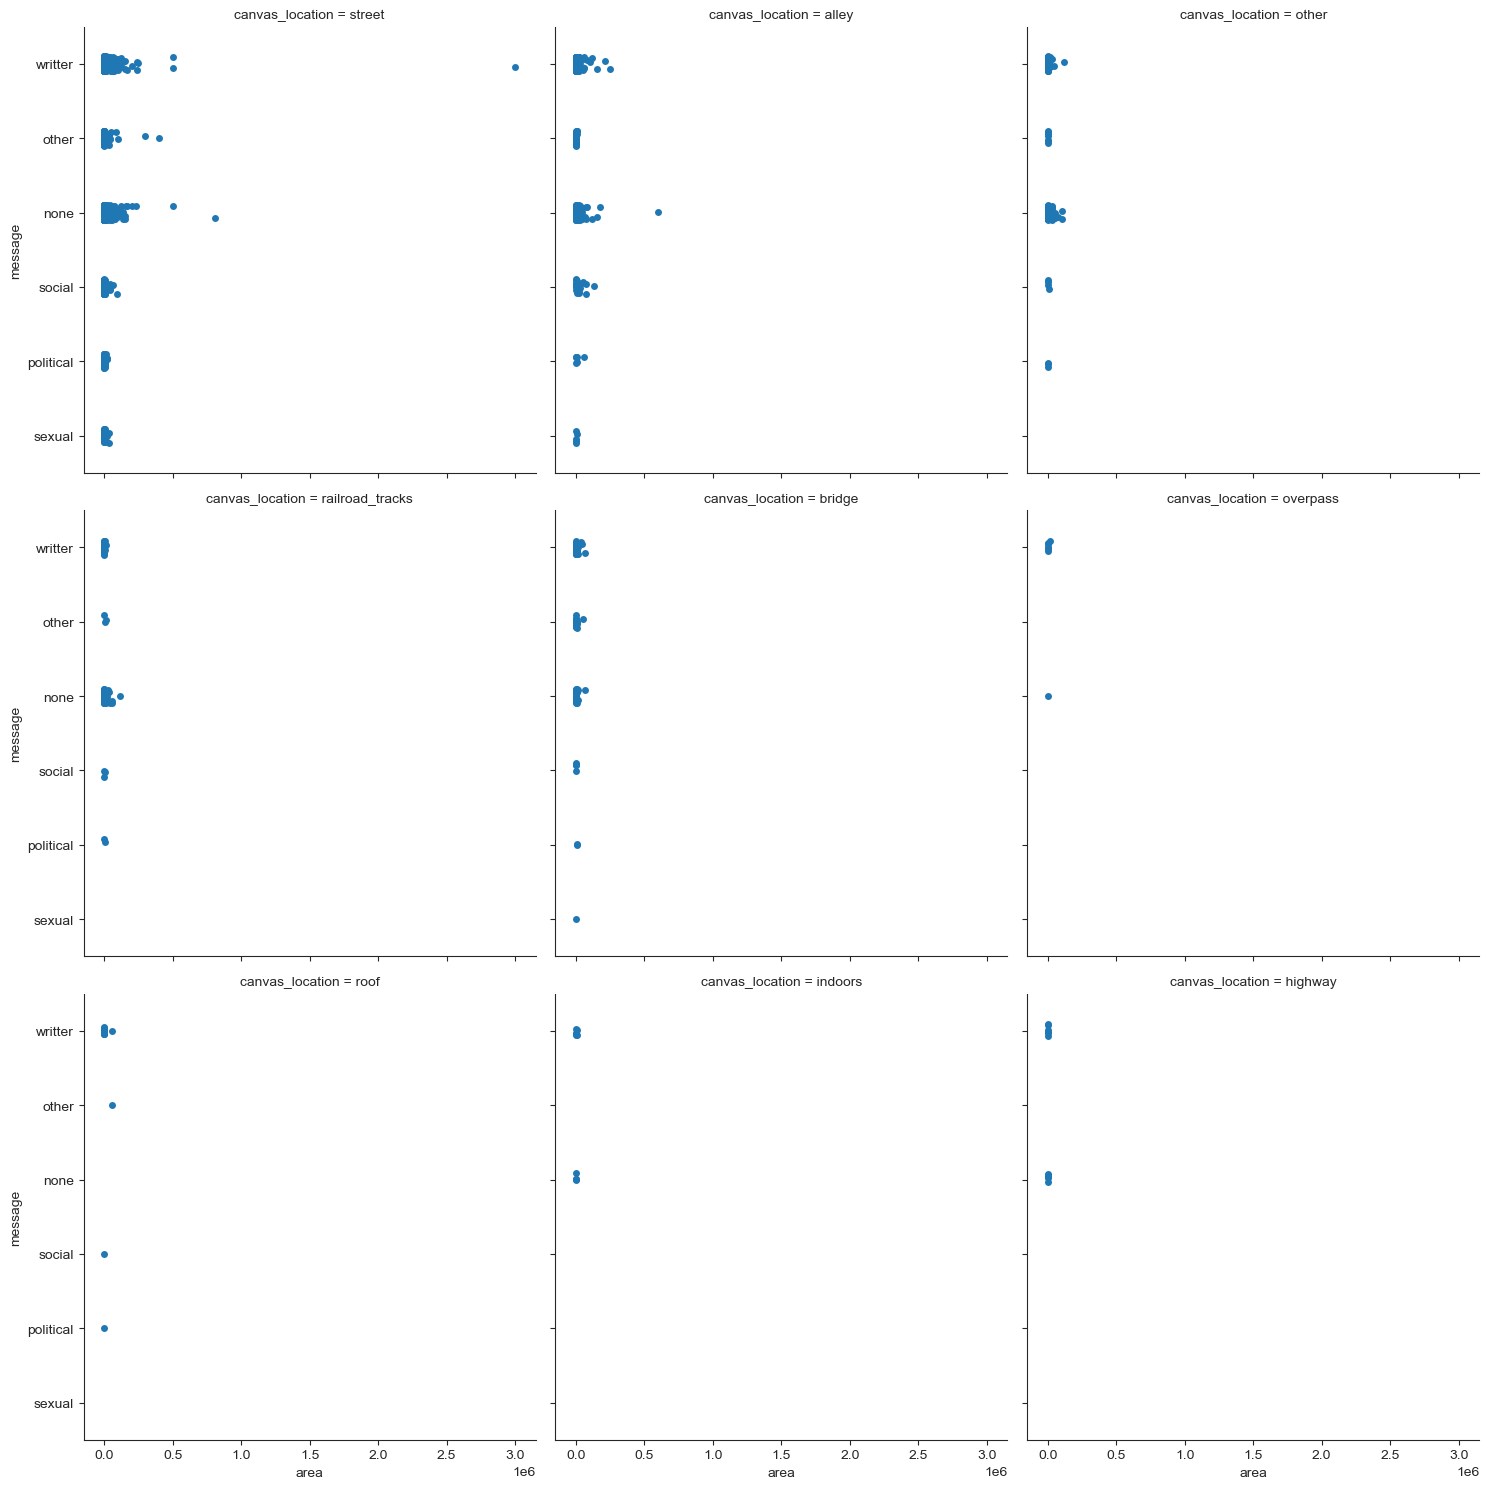 canvas_location = street
canvas_location = alley
canvas_location = other
message
writter
other
none
social
political
sexual
canvas_location = railroad_tracks
canvas_location = bridge
canvas_location = overpass
message
writter
other
none
social
political
sexual
canvas_location = roof
canvas_location = indoors
canvas_location = highway
message
writter
other
none
social
political
sexual
0.0 0.5 1.0 1.5 2.0 2.5 3.0
1e6
area
0.0 0.5 1.0 1.5 2.0 2.5 3.0
1e6
area
0.0 0.5 1.0 1.5 2.0 2.5 3.0
1e6
area